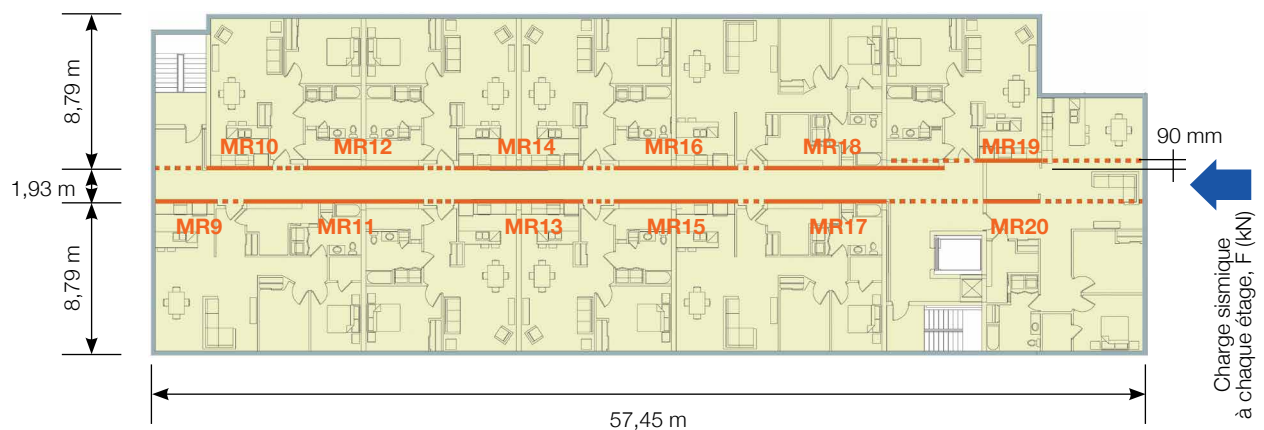 8,79 m
MR10
MR12
MR14
MR16
MR18
MR19
90 mm
1,93 m
MR9
MR11
MR13
MR15
MR17
MR20
8,79 m
Charge sismique
à chaque étage, F (kN)
57,45 m